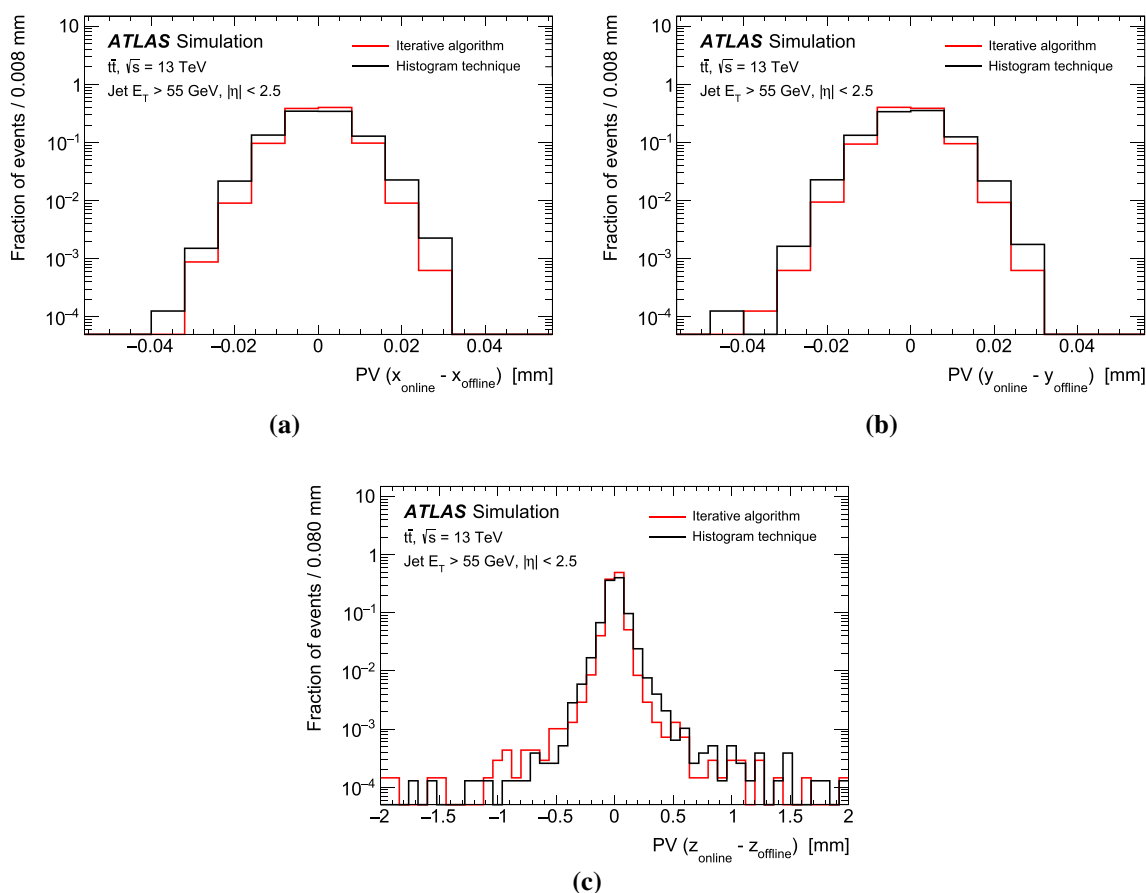 ATLAS Simulation
tt̄, √s = 13 TeV
Jet E_T > 55 GeV, |η| < 2.5
Iterative algorithm
Histogram technique
Fraction of events / 0.008 mm
10
1
10⁻¹
10⁻²
10⁻³
10⁻⁴
−0.04 −0.02 0 0.02 0.04
PV (x_online - x_offline) [mm]
(a)
ATLAS Simulation
tt̄, √s = 13 TeV
Jet E_T > 55 GeV, |η| < 2.5
Iterative algorithm
Histogram technique
Fraction of events / 0.008 mm
10
1
10⁻¹
10⁻²
10⁻³
10⁻⁴
−0.04 −0.02 0 0.02 0.04
PV (y_online - y_offline) [mm]
(b)
ATLAS Simulation
tt̄, √s = 13 TeV
Jet E_T > 55 GeV, |η| < 2.5
Iterative algorithm
Histogram technique
Fraction of events / 0.080 mm
10
1
10⁻¹
10⁻²
10⁻³
10⁻⁴
−2 −1.5 −1 −0.5 0 0.5 1 1.5 2
PV (z_online - z_offline) [mm]
(c)